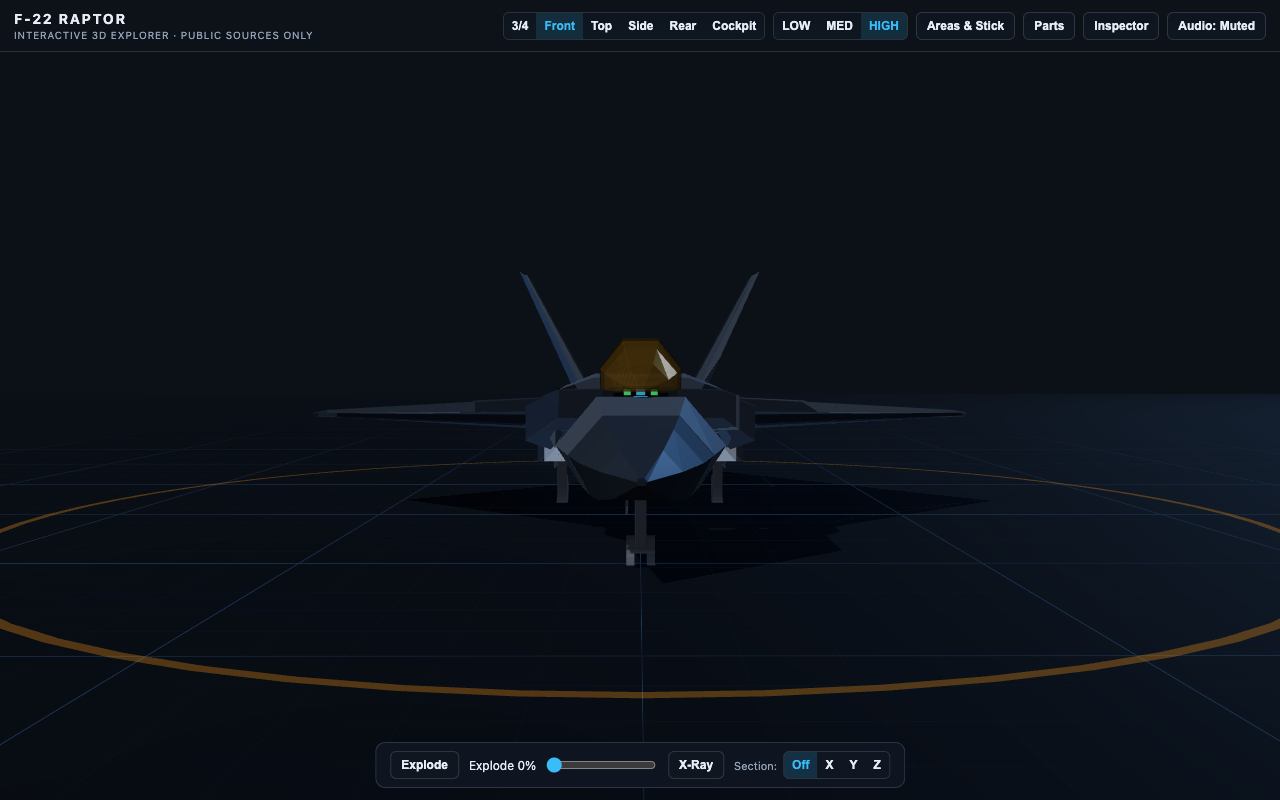 F-22 RAPTOR
INTERACTIVE 3D EXPLORER · PUBLIC SOURCES ONLY
3/4 Front Top Side Rear Cockpit LOW MED HIGH Areas & Stick Parts Inspector Audio: Muted
Explode Explode 0% X-Ray Section: Off X Y Z